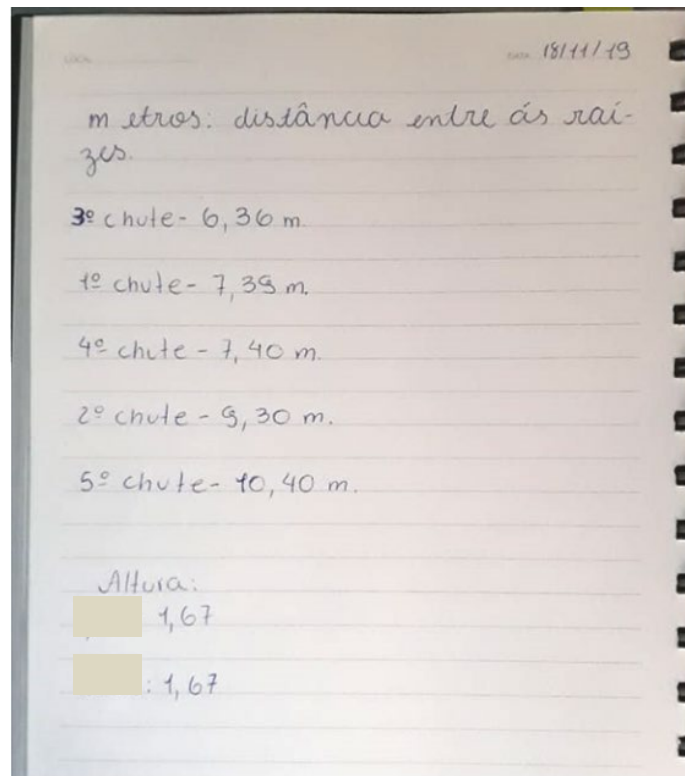 18/11/19
m etros: distância entre ás raí-
zes.
3º chute - 6,36 m.
1º chute - 7,39 m.
4º chute - 7,40 m.
2º chute - 9,30 m.
5º chute - 10,40 m.
Altura:
1,67
: 1,67